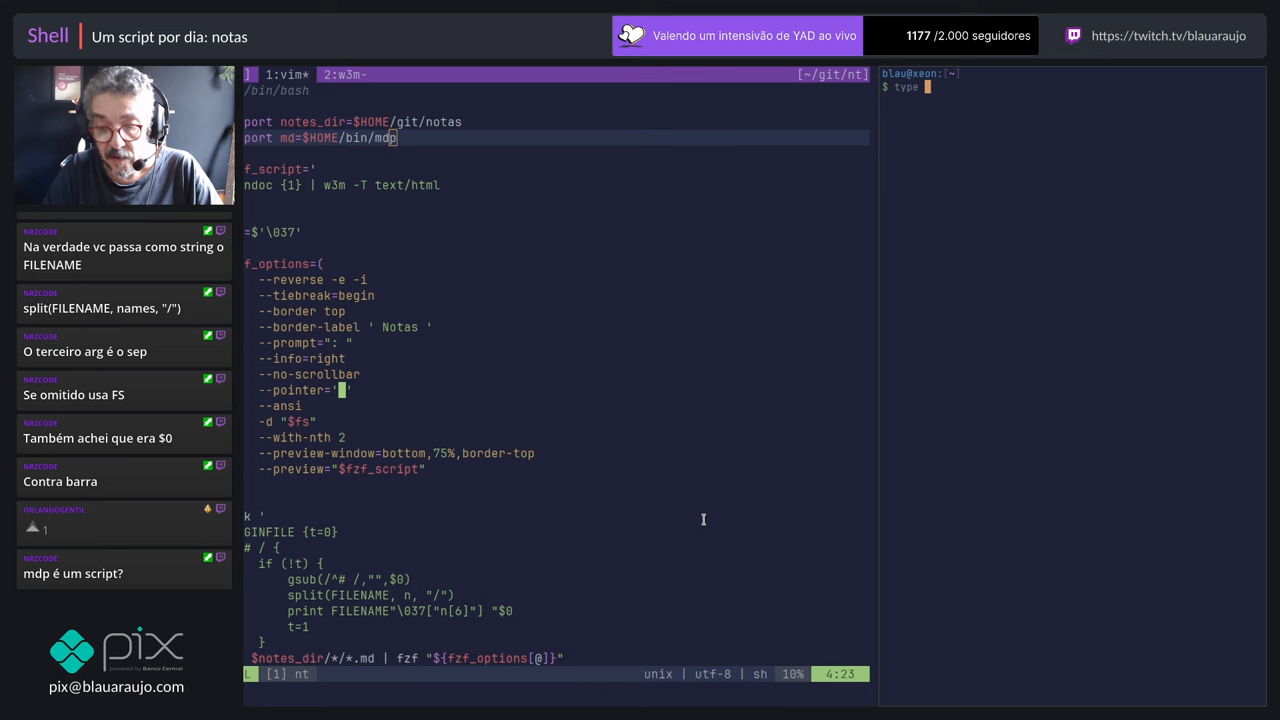 Shell
Um script por dia: notas
Valendo um intensivão de YAD ao vivo
1177 /2.000 seguidores
https://twitch.tv/blauaraujo
NRZCODE
Na verdade vc passa como string o
FILENAME
NRZCODE
split(FILENAME, names, "/")
NRZCODE
O terceiro arg é o sep
NRZCODE
Se omitido usa FS
NRZCODE
Também achei que era $0
NRZCODE
Contra barra
ORLANDOGENTIL
1
NRZCODE
mdp é um script?
pix
powered by Banco Central
pix@blauaraujo.com
] 1:vim* 2:w3m- [~/git/nt]
/bin/bash
port notes_dir=$HOME/git/notas
port md=$HOME/bin/mdp
f_script='
ndoc {1} | w3m -T text/html
=$'\037'
f_options=(
--reverse -e -i
--tiebreak=begin
--border top
--border-label ' Notas '
--prompt=": "
--info=right
--no-scrollbar
--pointer=' '
--ansi
-d "$fs"
--with-nth 2
--preview-window=bottom,75%,border-top
--preview="$fzf_script"
k '
GINFILE {t=0}
# / {
if (!t) {
gsub(/^# /,"",$0)
split(FILENAME, n, "/")
print FILENAME"\037["n[6]"] "$0
t=1
}
$notes_dir/*/*.md | fzf "${fzf_options[@]}"
L [1] nt unix | utf-8 | sh 10% 4:23
blau@xeon:[~]
$ type